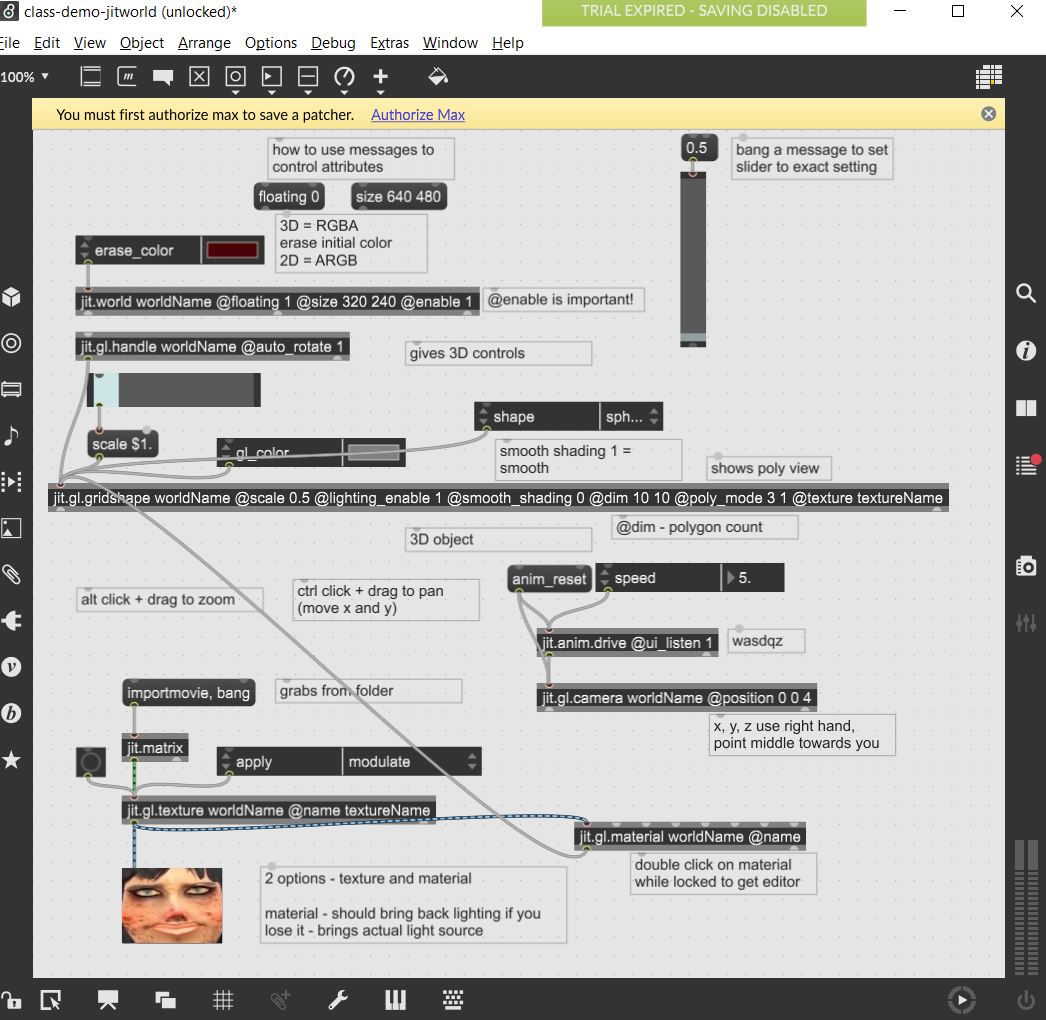 class-demo-jitworld (unlocked)*
TRIAL EXPIRED - SAVING DISABLED
File Edit View Object Arrange Options Debug Extras Window Help
100%
You must first authorize max to save a patcher. Authorize Max
how to use messages to
control attributes
0.5
bang a message to set
slider to exact setting
floating 0
size 640 480
3D = RGBA
erase initial color
2D = ARGB
erase_color
jit.world worldName @floating 1 @size 320 240 @enable 1
@enable is important!
jit.gl.handle worldName @auto_rotate 1
gives 3D controls
shape
sph...
scale $1.
gl_color
smooth shading 1 =
smooth
shows poly view
jit.gl.gridshape worldName @scale 0.5 @lighting_enable 1 @smooth_shading 0 @dim 10 10 @poly_mode 3 1 @texture textureName
@dim - polygon count
3D object
alt click + drag to zoom
ctrl click + drag to pan
(move x and y)
anim_reset
speed
5.
jit.anim.drive @ui_listen 1
wasdqz
importmovie, bang
grabs from folder
jit.gl.camera worldName @position 0 0 4
x, y, z use right hand,
point middle towards you
jit.matrix
apply
modulate
jit.gl.texture worldName @name textureName
jit.gl.material worldName @name
double click on material
while locked to get editor
2 options - texture and material
material - should bring back lighting if you
lose it - brings actual light source